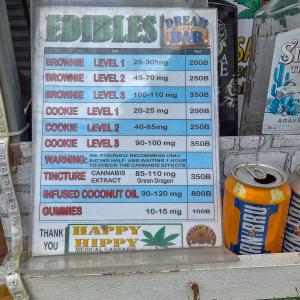 EDIBLES DREAM BAR
BROWNIE LEVEL 1 25-30mg 200B
BROWNIE LEVEL 2 45-70 mg 250B
BROWNIE LEVEL 3 100-110 mg 350B
COOKIE LEVEL 1 20-25 mg 200B
COOKIE LEVEL 2 40-65mg 250B
COOKIE LEVEL 3 90-100 mg 350B
WARNING: WE STRONGLY RECOMMEND ONLY
EATING HALF AND WAITING 1 HOUR
TO CHECK THE CANNABIS EFFECTS
TINCTURE CANNABIS EXTRACT 85-110 mg Green Dragon 350B
INFUSED COCONUT OIL 90-120 mg 800B
GUMMIES 10-15 mg 100B
THANK YOU
HAPPY
HIPPY
MEDICAL CANNABIS
AGAVE